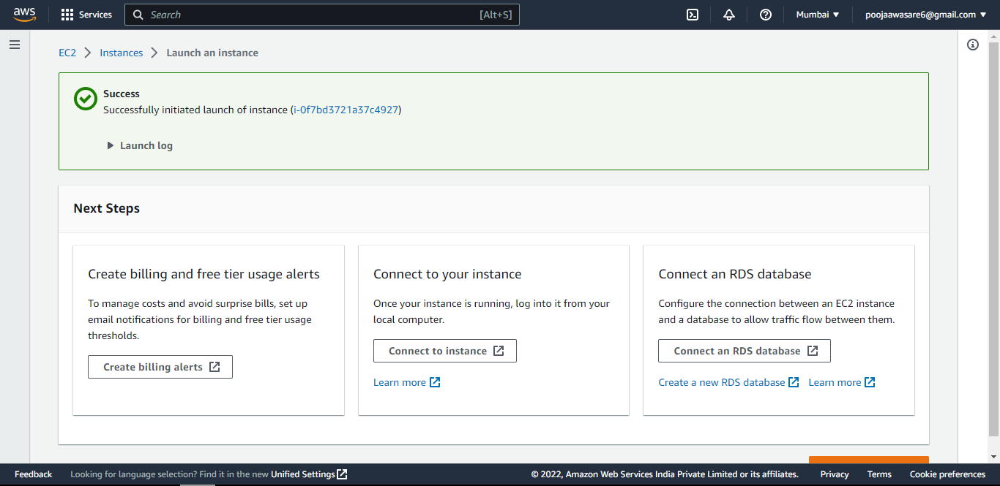 aws
Services
Search
[Alt+S]
Mumbai
poojaawasare6@gmail.com
EC2
Instances
Launch an instance
Success
Successfully initiated launch of instance (i-0f7bd3721a37c4927)
Launch log
Next Steps
Create billing and free tier usage alerts
To manage costs and avoid surprise bills, set up
email notifications for billing and free tier usage
thresholds.
Create billing alerts
Connect to your instance
Once your instance is running, log into it from your
local computer.
Connect to instance
Learn more
Connect an RDS database
Configure the connection between an EC2 instance
and a database to allow traffic flow between them.
Connect an RDS database
Create a new RDS database
Learn more
Feedback
Looking for language selection? Find it in the new Unified Settings
© 2022, Amazon Web Services India Private Limited or its affiliates.
Privacy
Terms
Cookie preferences